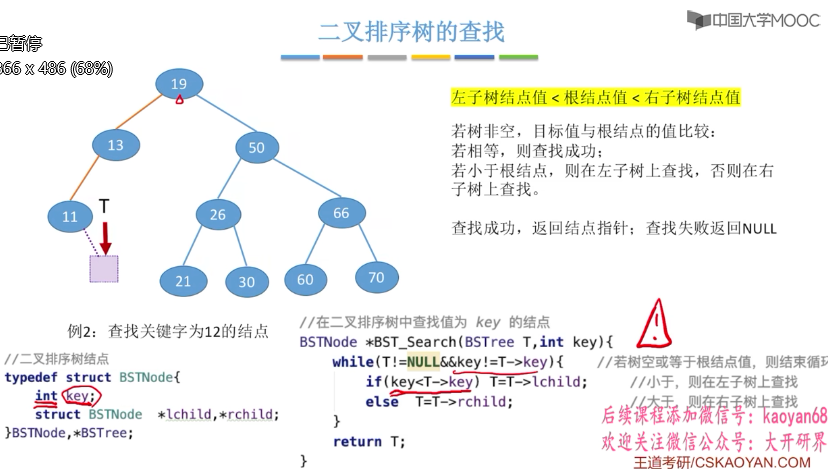 中国大学MOOC
二叉排序树的查找
已暂停
366 x 486 (68%)
19
13
50
11
T
26
66
21
30
60
70
左子树结点值 < 根结点值 < 右子树结点值
若树非空，目标值与根结点的值比较：
若相等，则查找成功；
若小于根结点，则在左子树上查找，否则在右
子树上查找。
查找成功，返回结点指针；查找失败返回NULL
例2：查找关键字为12的结点
//二叉排序树结点
typedef struct BSTNode{
int key;
struct BSTNode *lchild,*rchild;
}BSTNode,*BSTree;
//在二叉排序树中查找值为 key 的结点
BSTNode *BST_Search(BSTree T,int key){
while(T!=NULL&&key!=T->key){ //若树空或等于根结点值，则结束循环
if(key<T->key) T=T->lchild; //小于，则在左子树上查找
else T=T->rchild; //大于，则在右子树上查找
}
return T;
}
后续课程添加微信号：kaoyan68
欢迎关注微信公众号：大开研界
王道考研/CSKAOYAN.COM